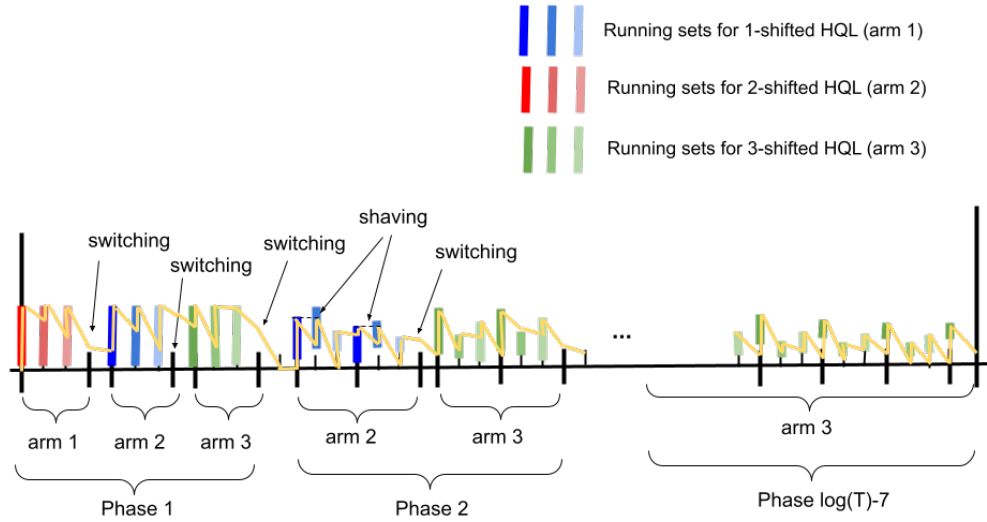 Running sets for 1-shifted HQL (arm 1)
Running sets for 2-shifted HQL (arm 2)
Running sets for 3-shifted HQL (arm 3)
shaving
switching
switching
switching
switching
...
arm 1
arm 2
arm 3
arm 2
arm 3
arm 3
Phase 1
Phase 2
Phase log(T)-7